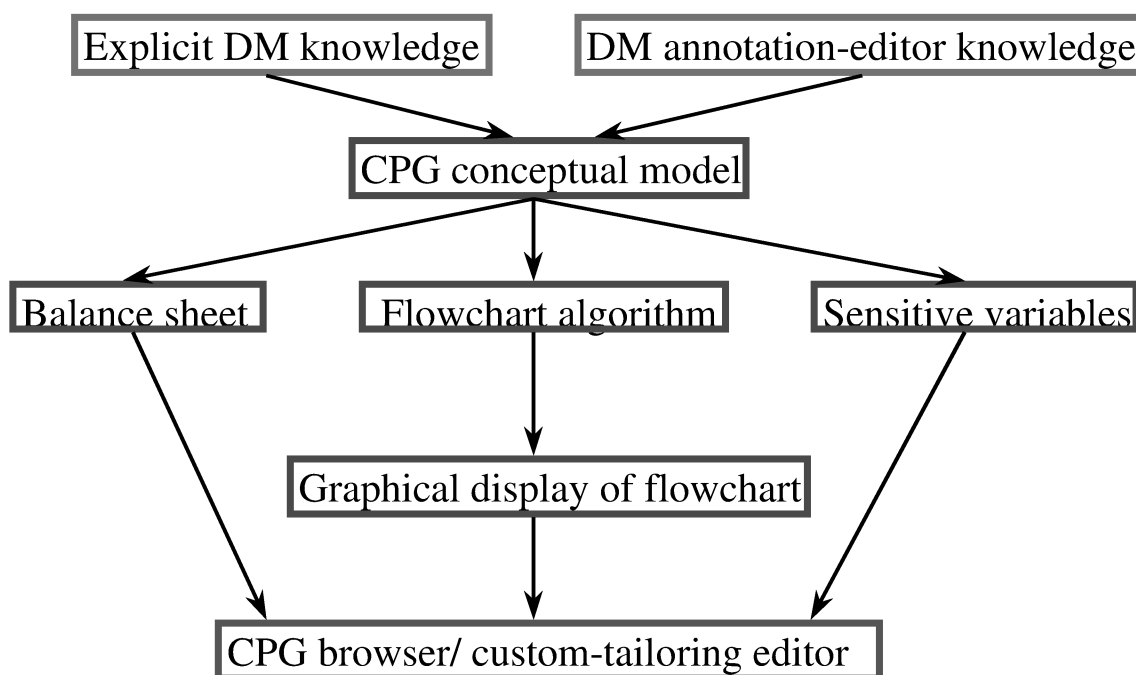 Explicit DM knowledge
DM annotation-editor knowledge
CPG conceptual model
Balance sheet
Flowchart algorithm
Sensitive variables
Graphical display of flowchart
CPG browser/ custom-tailoring editor